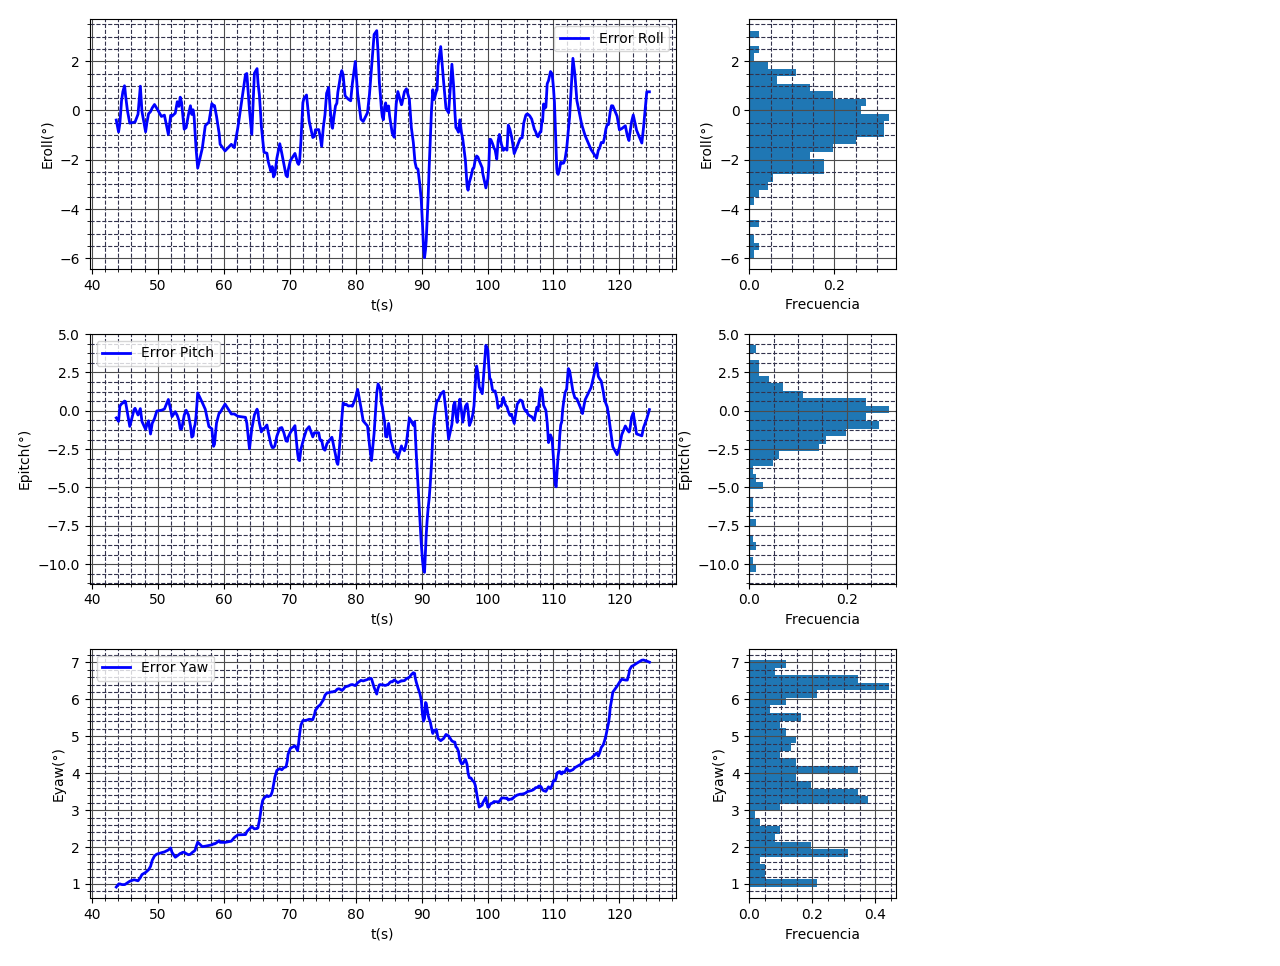 Eroll(°)
2
0
−2
−4
−6
Error Roll
40 50 60 70 80 90 100 110 120
t(s)
Eroll(°)
2
0
−2
−4
−6
0.0 0.2
Frecuencia
Epitch(°)
5.0
2.5
0.0
−2.5
−5.0
−7.5
−10.0
Error Pitch
40 50 60 70 80 90 100 110 120
t(s)
Epitch(°)
5.0
2.5
0.0
−2.5
−5.0
−7.5
−10.0
0.0 0.2
Frecuencia
Eyaw(°)
7
6
5
4
3
2
1
Error Yaw
40 50 60 70 80 90 100 110 120
t(s)
Eyaw(°)
7
6
5
4
3
2
1
0.0 0.2 0.4
Frecuencia